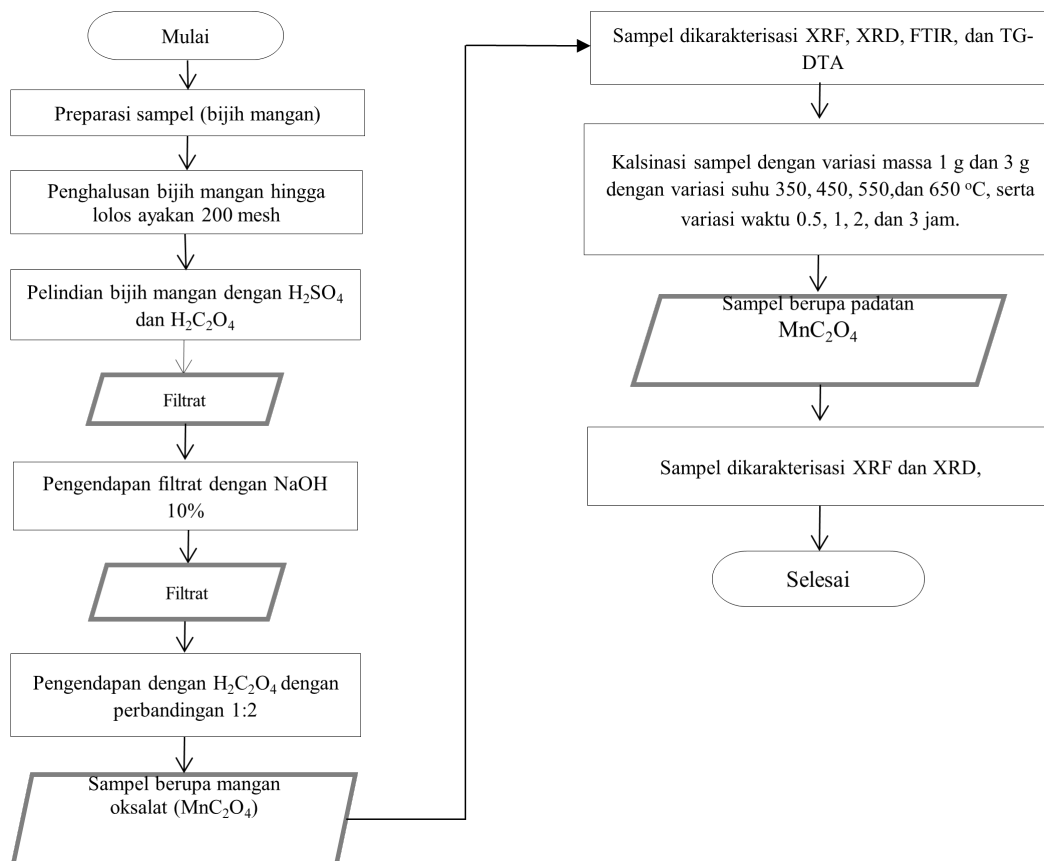 Mulai
Preparasi sampel (bijih mangan)
Penghalusan bijih mangan hingga
lolos ayakan 200 mesh
Pelindian bijih mangan dengan H₂SO₄
dan H₂C₂O₄
Filtrat
Pengendapan filtrat dengan NaOH
10%
Filtrat
Pengendapan dengan H₂C₂O₄ dengan
perbandingan 1:2
Sampel berupa mangan
oksalat (MnC₂O₄)
Sampel dikarakterisasi XRF, XRD, FTIR, dan TG-
DTA
Kalsinasi sampel dengan variasi massa 1 g dan 3 g
dengan variasi suhu 350, 450, 550,dan 650 ᵒC, serta
variasi waktu 0.5, 1, 2, dan 3 jam.
Sampel berupa padatan
MnC₂O₄
Sampel dikarakterisasi XRF dan XRD,
Selesai